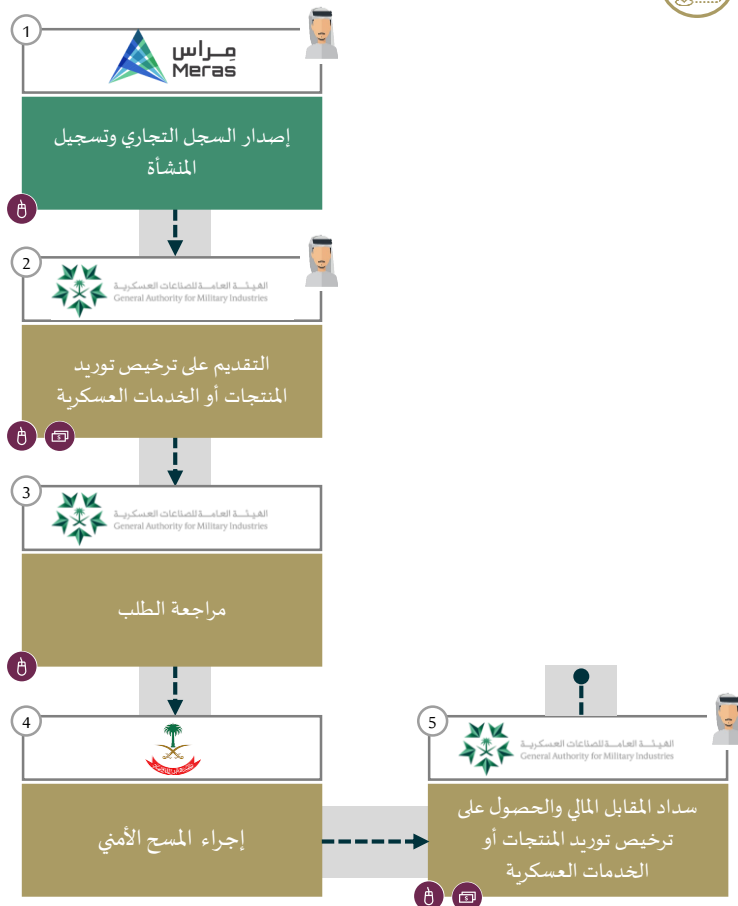 1
مراس
Meras
إصدار السجل التجاري وتسجيل
المنشأة
2
الهيئة العامة للصناعات العسكرية
General Authority for Military Industries
التقديم على ترخيص توريد
المنتجات أو الخدمات العسكرية
3
الهيئة العامة للصناعات العسكرية
General Authority for Military Industries
مراجعة الطلب
4
إجراء المسح الأمني
5
الهيئة العامة للصناعات العسكرية
General Authority for Military Industries
سداد المقابل المالي والحصول على
ترخيص توريد المنتجات أو
الخدمات العسكرية